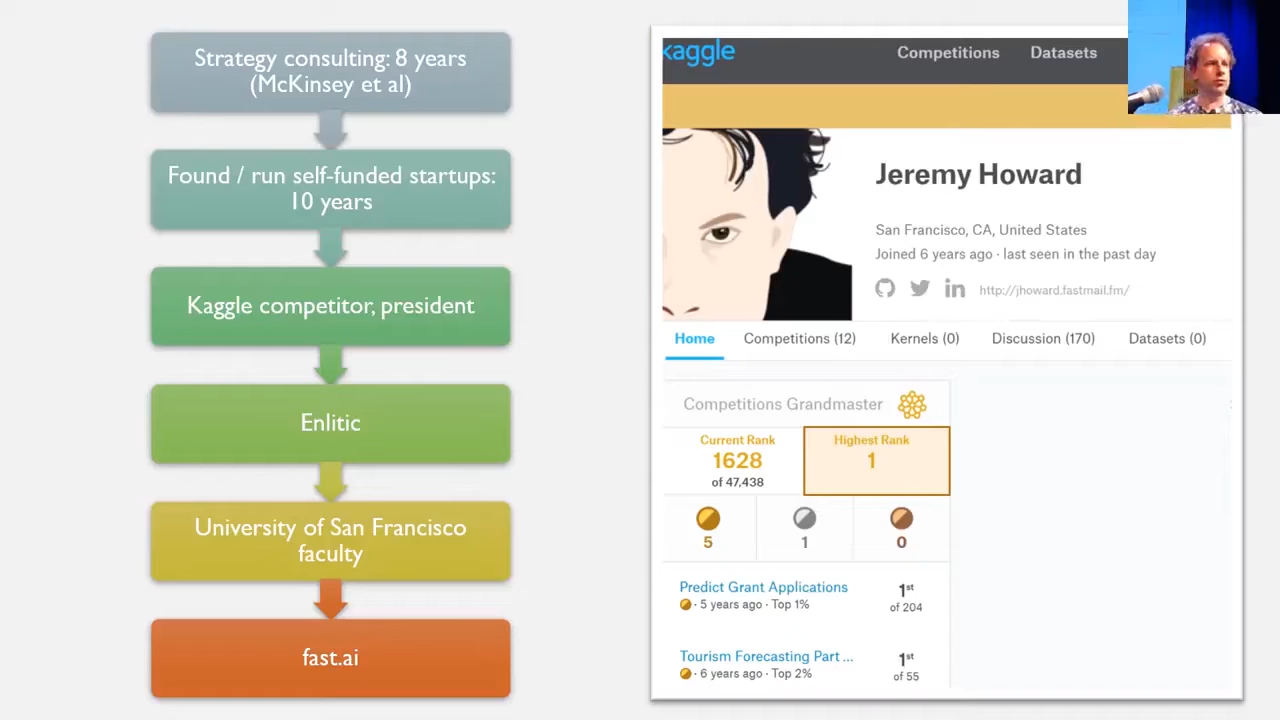 Strategy consulting: 8 years
(McKinsey et al)
Found / run self-funded startups:
10 years
Kaggle competitor, president
Enlitic
University of San Francisco
faculty
fast.ai
kaggle
Competitions
Datasets
Jeremy Howard
San Francisco, CA, United States
Joined 6 years ago · last seen in the past day
http://jhoward.fastmail.fm/
Home
Competitions (12)
Kernels (0)
Discussion (170)
Datasets (0)
Competitions Grandmaster
Current Rank
1628
of 47,438
Highest Rank
1
5
1
0
Predict Grant Applications
· 5 years ago · Top 1%
1st
of 204
Tourism Forecasting Part ...
· 6 years ago · Top 2%
1st
of 55